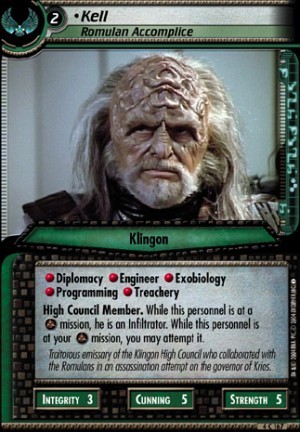 2
• Kell
Romulan Accomplice
Klingon
Diplomacy Engineer Exobiology
Programming Treachery
High Council Member. While this personnel is at a
mission, he is an Infiltrator. While this personnel is
at your mission, you may attempt it.
Traitorous emissary of the Klingon High Council who collaborated with
the Romulans in an assassination attempt on the governor of Krios.
INTEGRITY 3 CUNNING 5 STRENGTH 5
4 C 167